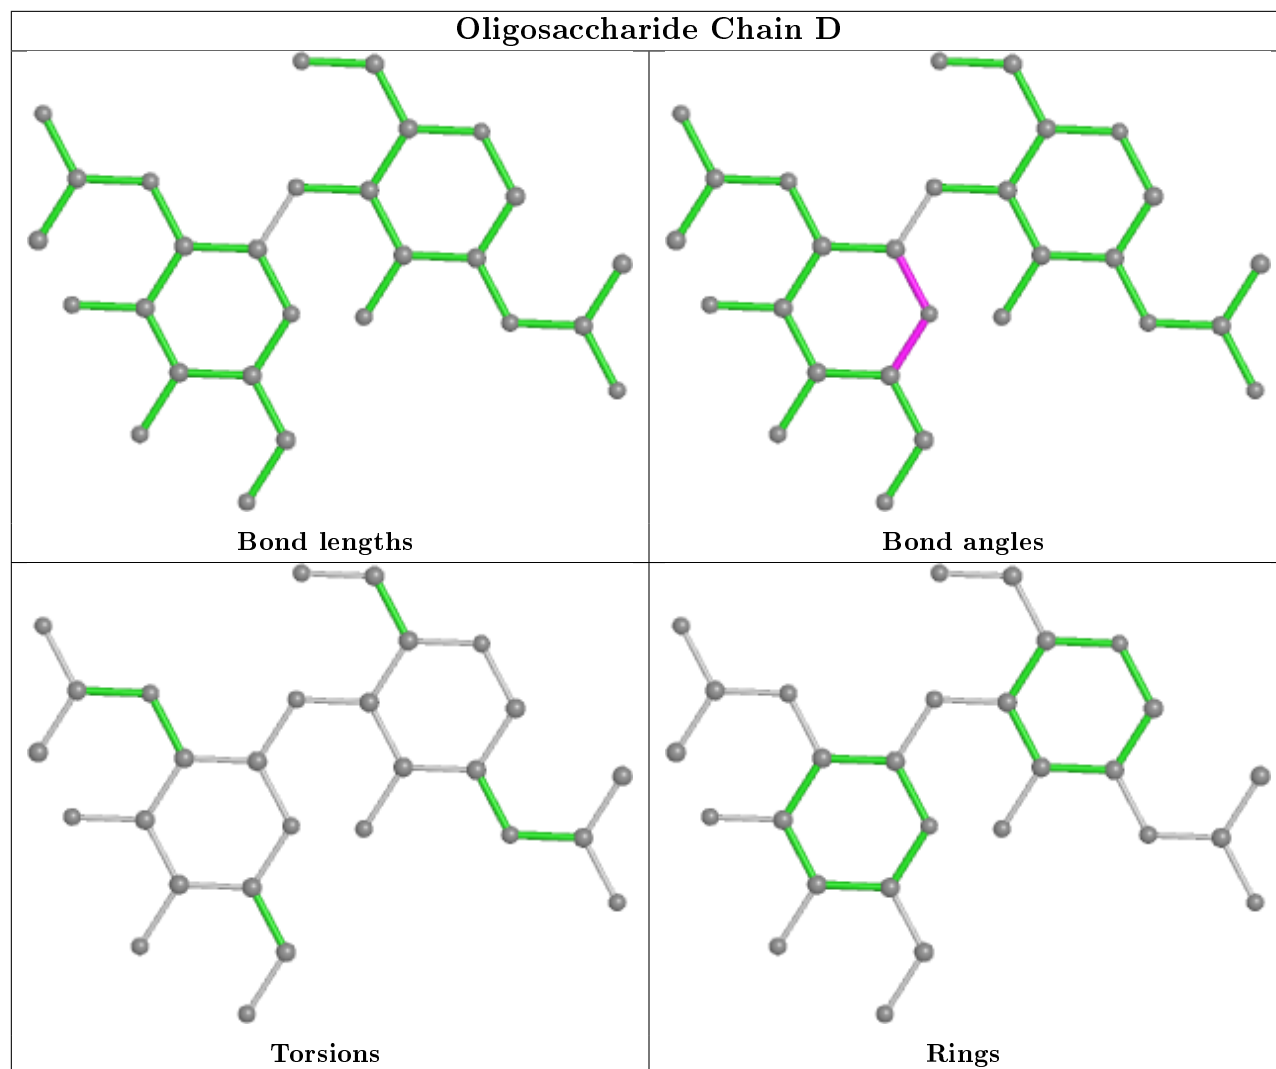 Oligosaccharide Chain D
Bond lengths
Bond angles
Torsions
Rings